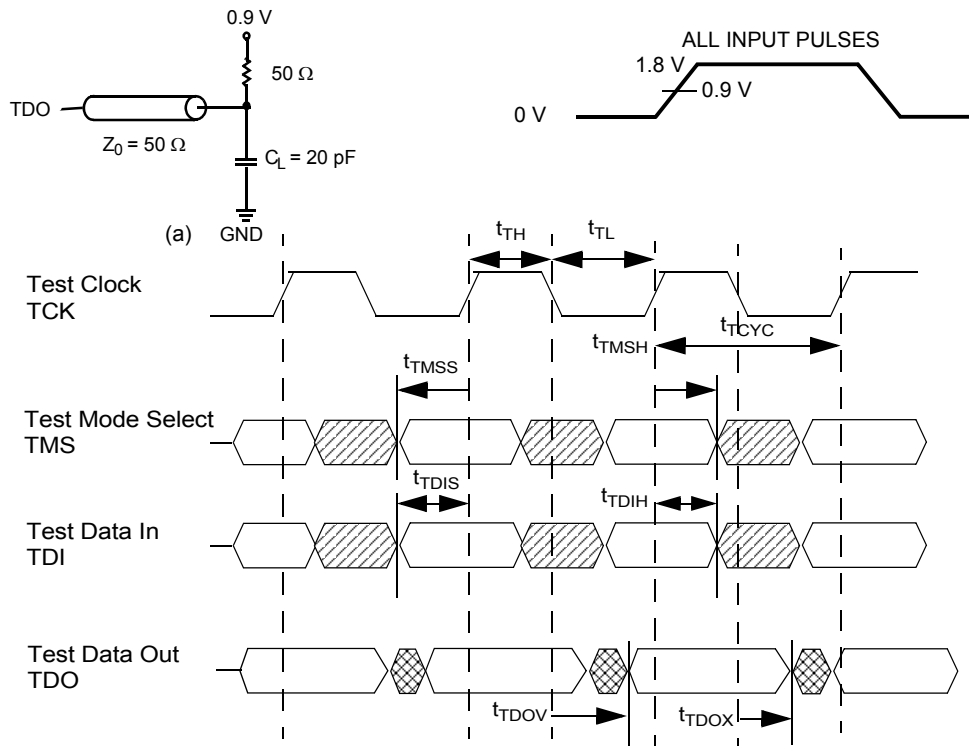 0.9 V
50 Ω
TDO
Z0 = 50 Ω
CL = 20 pF
(a) GND
ALL INPUT PULSES
1.8 V
0.9 V
0 V
tTH
tTL
Test Clock
TCK
tTMSH
tTCYC
tTMSS
Test Mode Select
TMS
tTDIS
tTDIH
Test Data In
TDI
Test Data Out
TDO
tTDOV
tTDOX